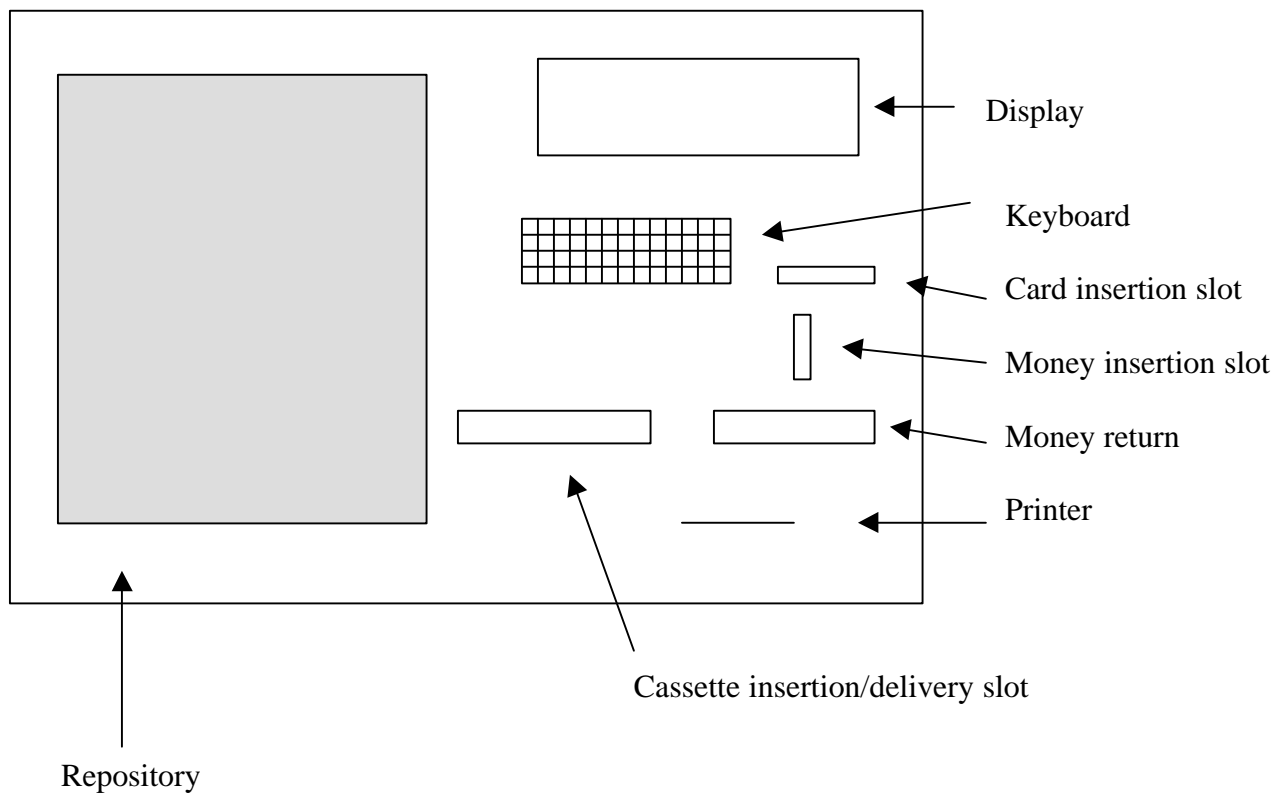 Display
Keyboard
Card insertion slot
Money insertion slot
Money return
Printer
Cassette insertion/delivery slot
Repository